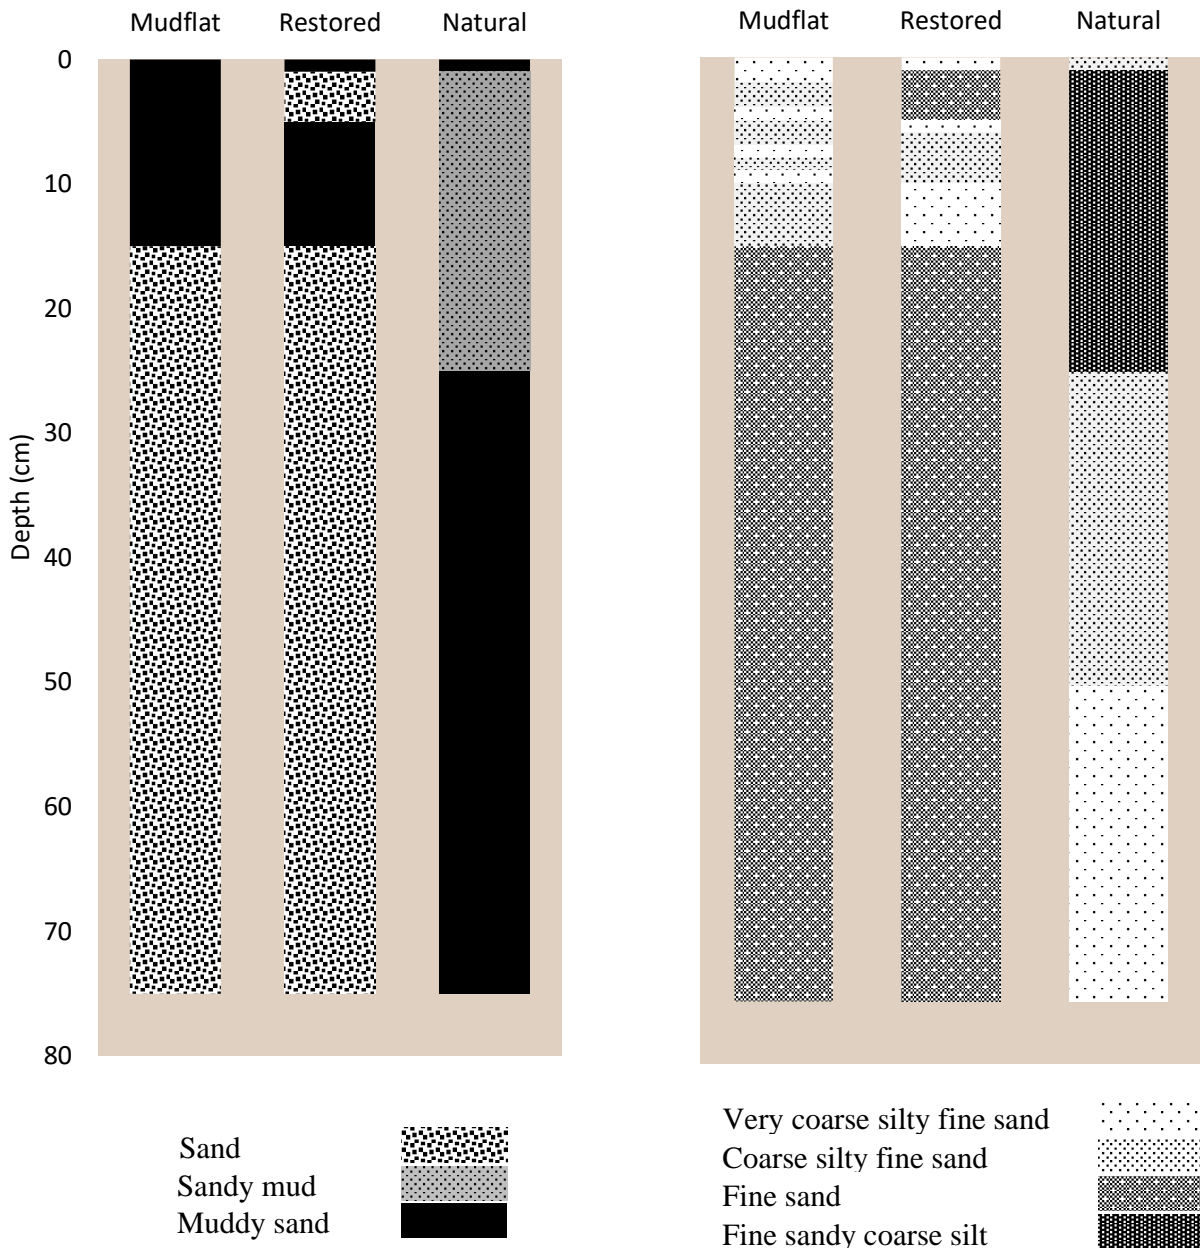 Mudflat Restored Natural
Mudflat Restored Natural
0
10
20
30
40
50
60
70
80
Depth (cm)
Sand
Sandy mud
Muddy sand
Very coarse silty fine sand
Coarse silty fine sand
Fine sand
Fine sandy coarse silt